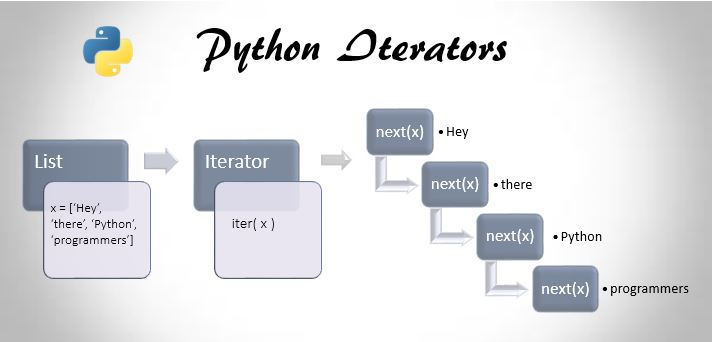 Python Iterators
List
x = [‘Hey’,
‘there’, ‘Python’,
‘programmers’]
Iterator
iter( x )
next(x)
• Hey
next(x)
• there
next(x)
• Python
next(x)
• programmers